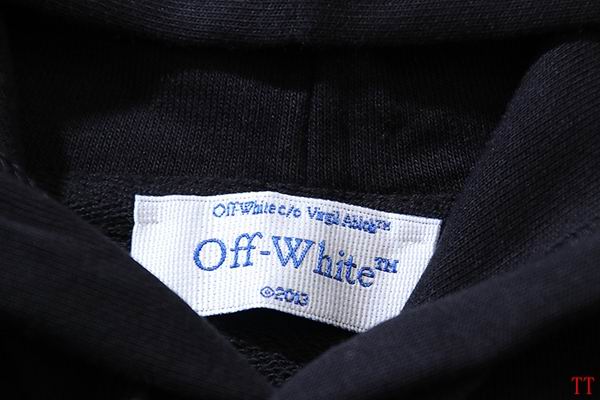 Off-White c/o Virgil Abloh™
Off-White™
©2013
TT